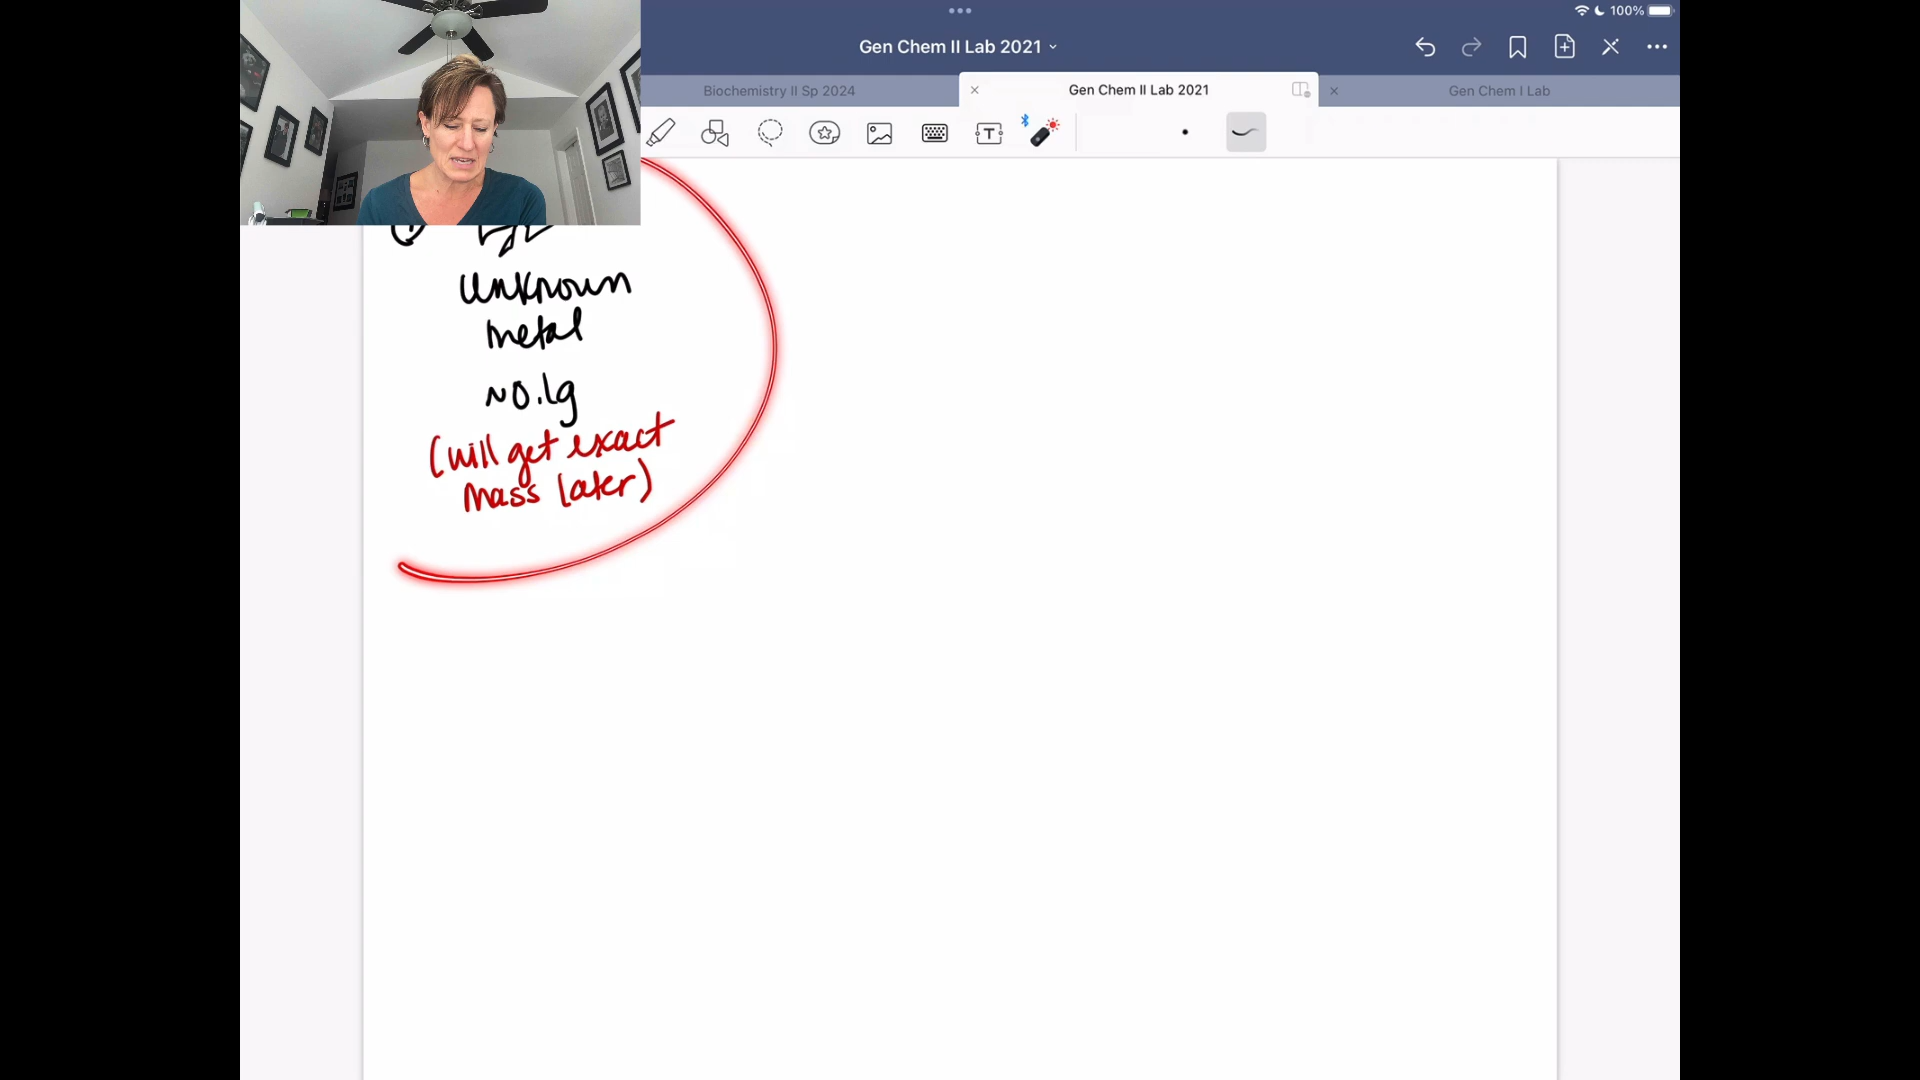 100%
Gen Chem II Lab 2021
Biochemistry II Sp 2024
Gen Chem II Lab 2021
Gen Chem I Lab
T
①
Unknown
metal
~0.1g
(will get exact
mass later)